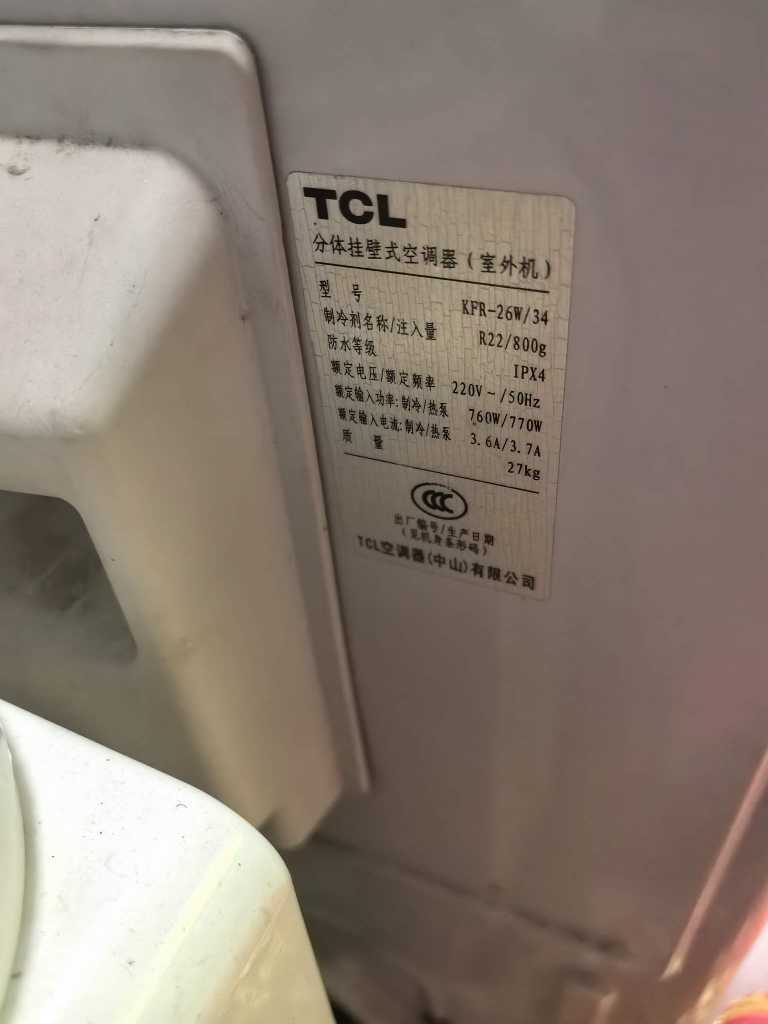 TCL
分体挂壁式空调器(室外机)
型 号 KFR-26W/34
制冷剂名称/注入量 R22/800g
防水等级 IPX4
额定电压/额定频率 220V~/50Hz
额定输入功率:制冷/热泵 760W/770W
额定输入电流:制冷/热泵 3.6A/3.7A
质 量 27kg
CCC
出厂编号/生产日期
(见机身条形码)
TCL空调器(中山)有限公司